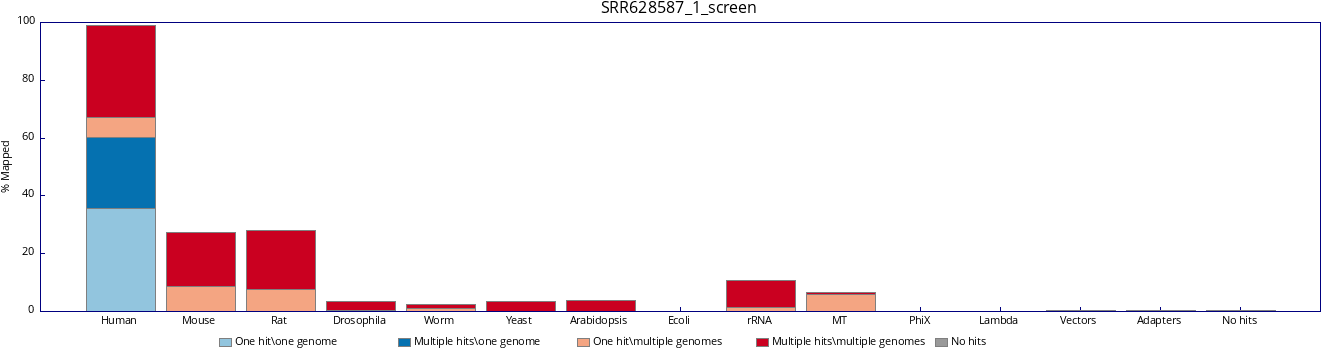 SRR628587_1_screen
% Mapped
100
80
60
40
20
0
Human Mouse Rat Drosophila Worm Yeast Arabidopsis Ecoli rRNA MT PhiX Lambda Vectors Adapters No hits
One hit\one genome Multiple hits\one genome One hit\multiple genomes Multiple hits\multiple genomes No hits